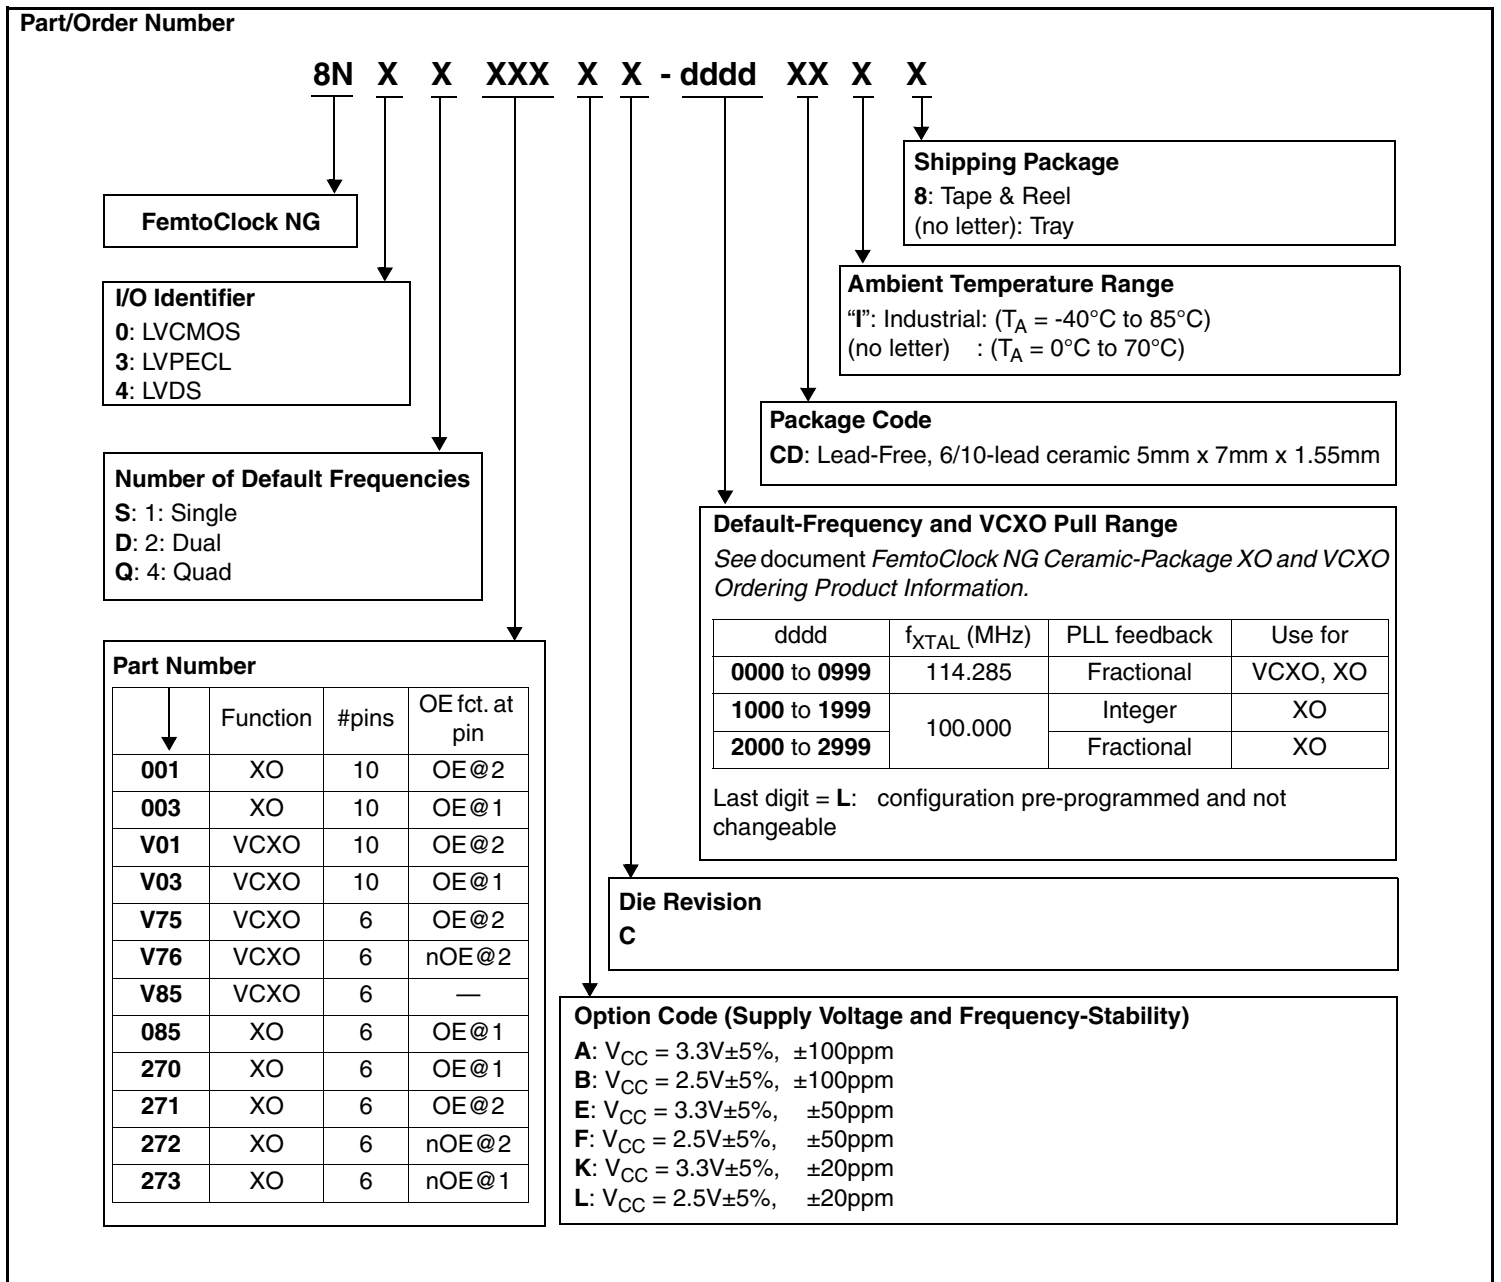 Part/Order Number
8N X X XXX X X - dddd XX X X
Shipping Package
8: Tape & Reel
(no letter): Tray
FemtoClock NG
Ambient Temperature Range
“I”: Industrial: (TA = -40°C to 85°C)
(no letter) : (TA = 0°C to 70°C)
I/O Identifier
0: LVCMOS
3: LVPECL
4: LVDS
Package Code
CD: Lead-Free, 6/10-lead ceramic 5mm x 7mm x 1.55mm
Number of Default Frequencies
S: 1: Single
D: 2: Dual
Q: 4: Quad
Default-Frequency and VCXO Pull Range
See document FemtoClock NG Ceramic-Package XO and VCXO
Ordering Product Information.
dddd fXTAL (MHz) PLL feedback Use for
0000 to 0999 114.285 Fractional VCXO, XO
1000 to 1999 100.000 Integer XO
2000 to 2999 Fractional XO
Last digit = L: configuration pre-programmed and not
changeable
Part Number
Function #pins OE fct. at
pin
001 XO 10 OE@2
003 XO 10 OE@1
V01 VCXO 10 OE@2
V03 VCXO 10 OE@1
V75 VCXO 6 OE@2
V76 VCXO 6 nOE@2
V85 VCXO 6 —
085 XO 6 OE@1
270 XO 6 OE@1
271 XO 6 OE@2
272 XO 6 nOE@2
273 XO 6 nOE@1
Die Revision
C
Option Code (Supply Voltage and Frequency-Stability)
A: VCC = 3.3V±5%, ±100ppm
B: VCC = 2.5V±5%, ±100ppm
E: VCC = 3.3V±5%, ±50ppm
F: VCC = 2.5V±5%, ±50ppm
K: VCC = 3.3V±5%, ±20ppm
L: VCC = 2.5V±5%, ±20ppm